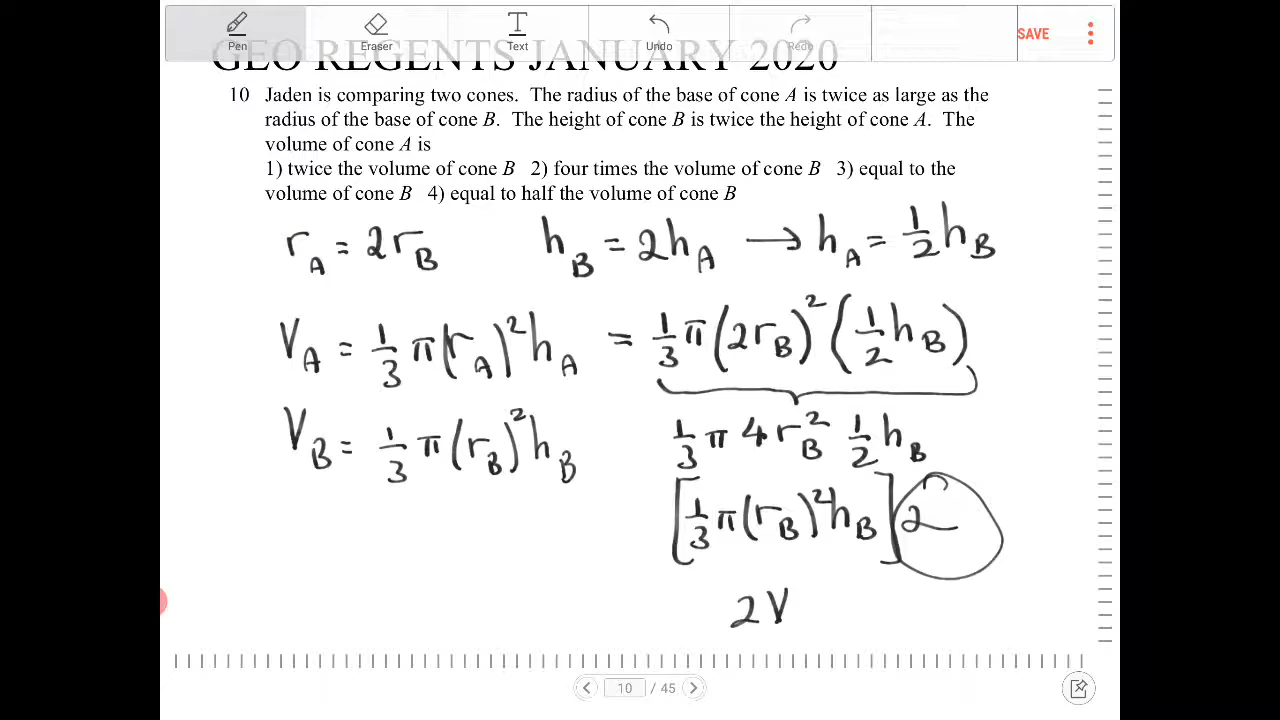 Pen Eraser Text Undo Redo SAVE
GEO REGENTS JANUARY 2020
10 Jaden is comparing two cones. The radius of the base of cone A is twice as large as the
radius of the base of cone B. The height of cone B is twice the height of cone A. The
volume of cone A is
1) twice the volume of cone B 2) four times the volume of cone B 3) equal to the
volume of cone B 4) equal to half the volume of cone B
r_A = 2r_B h_B = 2h_A → h_A = 1/2 h_B
V_A = 1/3 π(r_A)² h_A = 1/3 π(2r_B)² (1/2 h_B)
V_B = 1/3 π(r_B)² h_B
1/3 π 4 r_B² 1/2 h_B
[1/3 π(r_B)² h_B] 2
2V
10 / 45